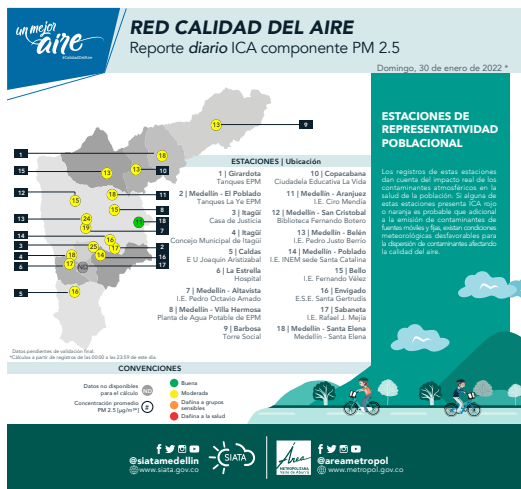 un mejor
aire
#CalidadDelAire
RED CALIDAD DEL AIRE
Reporte diario ICA componente PM 2.5
Domingo, 30 de enero de 2022 *
ESTACIONES DE
REPRESENTATIVIDAD
POBLACIONAL
Los registros de estas estaciones
dan cuenta del impacto real de los
contaminantes atmosféricos en la
salud de la población. Si alguna de
estas estaciones presenta ICA rojo
o naranja es probable que adicional
a la emisión de contaminantes de
fuentes móviles y fijas, existan condiciones
meteorológicas desfavorables para
la dispersión de contaminantes afectando
la calidad del aire.
13 9
1 18
15 13 13 10
12 15 18 11
15 8
13 24 11 18
19 7
14 16
3 25 17 2
4 18 16
6 17 ND 17
5 16
ESTACIONES | Ubicación
1 | Girardota
Tanques EPM
2 | Medellín - El Poblado
Tanques La Ye EPM
3 | Itagüí
Casa de Justicia
4 | Itagüí
Concejo Municipal de Itagüí
5 | Caldas
E U Joaquín Aristizabal
6 | La Estrella
Hospital
7 | Medellín - Altavista
I.E. Pedro Octavio Amado
8 | Medellín - Villa Hermosa
Planta de Agua Potable de EPM
9 | Barbosa
Torre Social
10 | Copacabana
Ciudadela Educativa La Vida
11 | Medellín - Aranjuez
I.E. Ciro Mendía
12 | Medellín - San Cristobal
Biblioteca Fernando Botero
13 | Medellín - Belén
I.E. Pedro Justo Berrio
14 | Medellín - Poblado
I.E. INEM sede Santa Catalina
15 | Bello
I.E. Fernando Vélez
16 | Envigado
E.S.E. Santa Gertrudis
17 | Sabaneta
I.E. Rafael J. Mejía
18 | Medellín - Santa Elena
Medellín - Santa Elena
Datos pendientes de validación final.
*Cálculos a partir de registros de las 00:00 a las 23:59 de este día.
CONVENCIONES
Datos no disponibles
para el cálculo ND
Concentración promedio
PM 2.5 [µg/m³] #
Buena
Moderada
Dañina a grupos
sensibles
Dañina a la salud
@siatamedellin
www.siata.gov.co
SIATA
Área
METROPOLITANA
Valle de Aburrá
@areametropol
www.metropol.gov.co